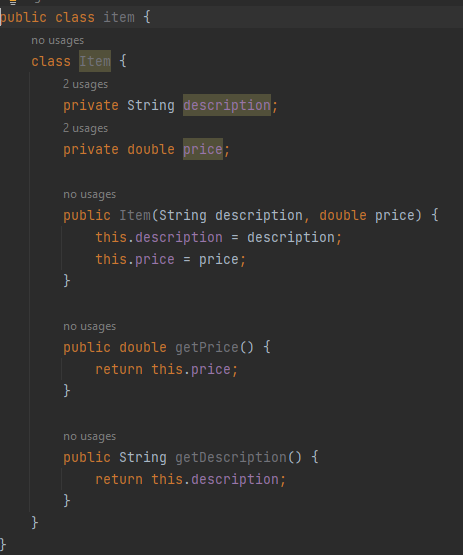 public class item {
no usages
class Item {
2 usages
private String description;
2 usages
private double price;
no usages
public Item(String description, double price) {
this.description = description;
this.price = price;
}
no usages
public double getPrice() {
return this.price;
}
no usages
public String getDescription() {
return this.description;
}
}
}